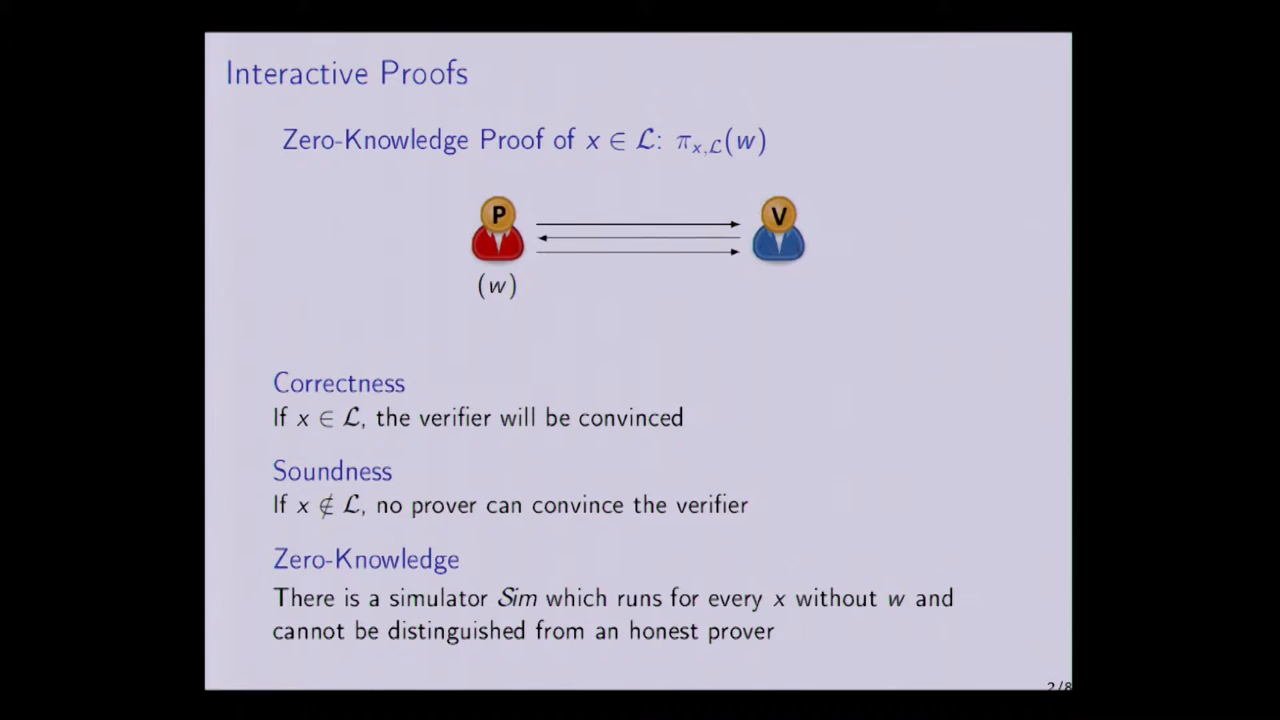 Interactive Proofs
Zero-Knowledge Proof of x ∈ ℒ: π_{x,ℒ}(w)
P V
(w)
Correctness
If x ∈ ℒ, the verifier will be convinced
Soundness
If x ∉ ℒ, no prover can convince the verifier
Zero-Knowledge
There is a simulator 𝒮im which runs for every x without w and
cannot be distinguished from an honest prover
2/8